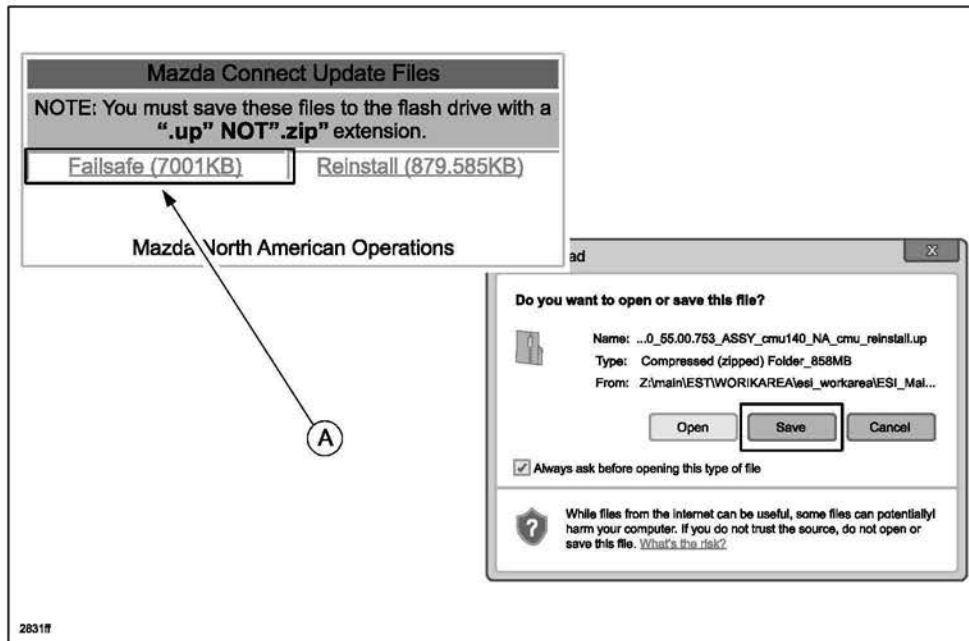 Mazda Connect Update Files
NOTE: You must save these files to the flash drive with a
“.up” NOT”.zip” extension.
Failsafe (7001KB)
Reinstall (879.585KB)
Mazda North American Operations
A
ad
X
Do you want to open or save this file?
Name: ...0_55.00.753_ASSY_cmu140_NA_cmu_reinstall.up
Type: Compressed (zipped) Folder_858MB
From: Z:\main\EST\WORIKAREA\esi_workarea\ESI_Mai...
Open
Save
Cancel
Always ask before opening this type of file
?
While files from the internet can be useful, some files can potentiallyl
harm your computer. If you do not trust the source, do not open or
save this file. What's the risk?
2831ff